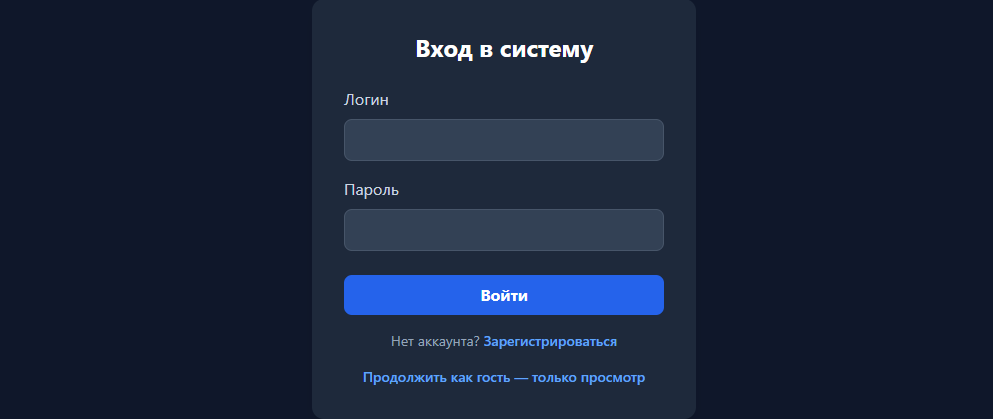 Вход в систему
Логин
Пароль
Войти
Нет аккаунта? Зарегистрироваться
Продолжить как гость — только просмотр